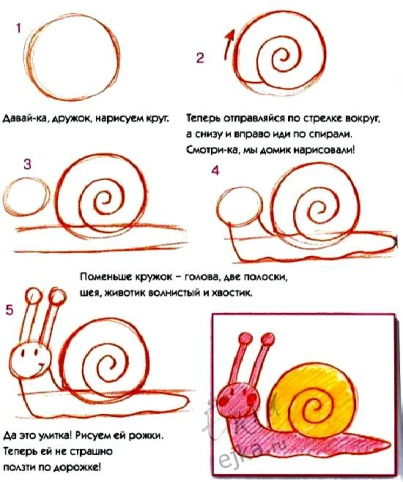 1
2
Давай-ка, дружок, нарисуем круг.
Теперь отправляйся по стрелке вокруг,
а снизу и вправо иди по спирали.
Смотри-ка, мы домик нарисовали!
3
4
Поменьше кружок – голова, две полоски,
шея, животик волнистый и хвостик.
5
Да это улитка! Рисуем ей рожки.
Теперь ей не страшно
ползти по дорожке!
ejka.ru